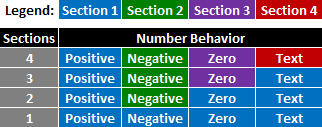 Legend: Section 1 Section 2 Section 3 Section 4
Sections Number Behavior
4 Positive Negative Zero Text
3 Positive Negative Zero Text
2 Positive Negative Zero Text
1 Positive Negative Zero Text